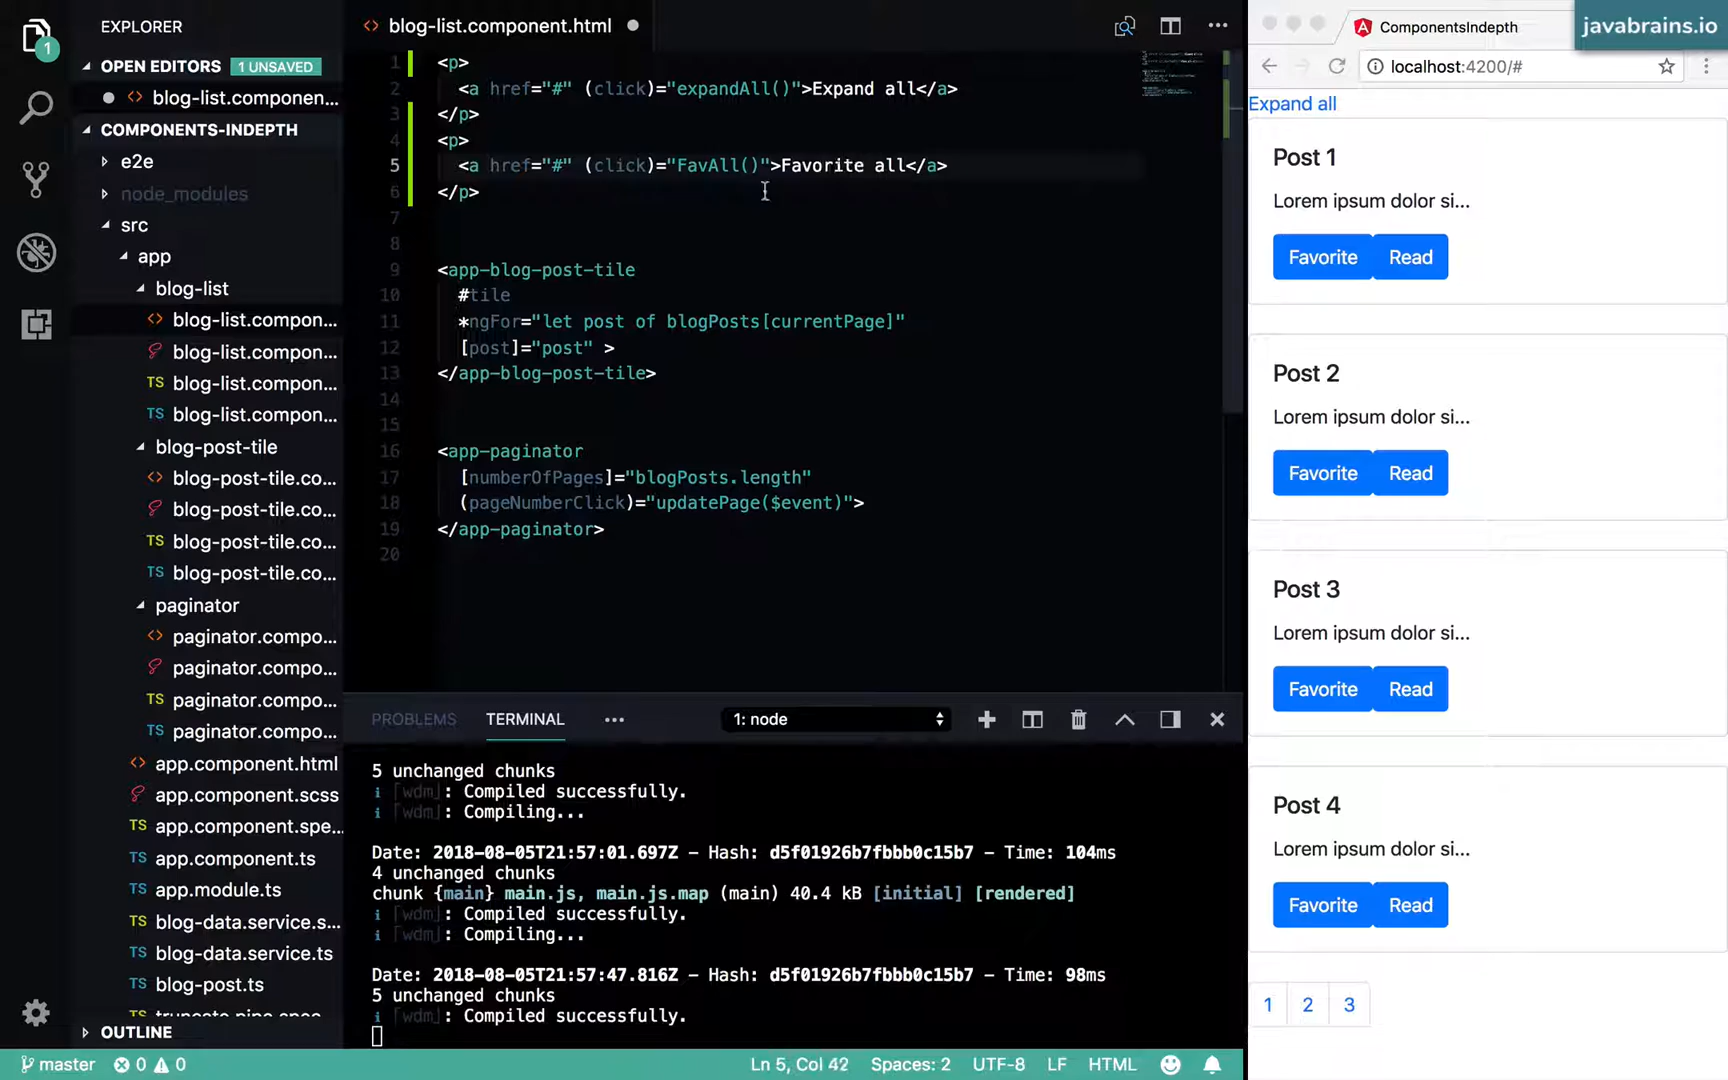 EXPLORER
1
OPEN EDITORS 1 UNSAVED
blog-list.componen...
COMPONENTS-INDEPTH
e2e
node_modules
src
app
blog-list
blog-list.compon...
blog-list.compon...
TS blog-list.compon...
TS blog-list.compon...
blog-post-tile
blog-post-tile.co...
blog-post-tile.co...
TS blog-post-tile.co...
TS blog-post-tile.co...
paginator
paginator.compo...
paginator.compo...
TS paginator.compo...
TS paginator.compo...
app.component.html
app.component.scss
TS app.component.spe...
TS app.component.ts
TS app.module.ts
TS blog-data.service.s...
TS blog-data.service.ts
TS blog-post.ts
TS truncate.pipe.spec
OUTLINE
blog-list.component.html
1 <p>
2 <a href="#" (click)="expandAll()">Expand all</a>
3 </p>
4 <p>
5 <a href="#" (click)="FavAll()">Favorite all</a>
6 </p>
7
8
9 <app-blog-post-tile
10 #tile
11 *ngFor="let post of blogPosts[currentPage]"
12 [post]="post" >
13 </app-blog-post-tile>
14
15
16 <app-paginator
17 [numberOfPages]="blogPosts.length"
18 (pageNumberClick)="updatePage($event)">
19 </app-paginator>
20
PROBLEMS TERMINAL ... 1: node
5 unchanged chunks
i ｢wdm｣: Compiled successfully.
i ｢wdm｣: Compiling...
Date: 2018-08-05T21:57:01.697Z - Hash: d5f01926b7fbbb0c15b7 - Time: 104ms
4 unchanged chunks
chunk {main} main.js, main.js.map (main) 40.4 kB [initial] [rendered]
i ｢wdm｣: Compiled successfully.
i ｢wdm｣: Compiling...
Date: 2018-08-05T21:57:47.816Z - Hash: d5f01926b7fbbb0c15b7 - Time: 98ms
5 unchanged chunks
i ｢wdm｣: Compiled successfully.
master 0 0 Ln 5, Col 42 Spaces: 2 UTF-8 LF HTML
ComponentsIndepth
javabrains.io
localhost:4200/#
Expand all
Post 1
Lorem ipsum dolor si...
Favorite Read
Post 2
Lorem ipsum dolor si...
Favorite Read
Post 3
Lorem ipsum dolor si...
Favorite Read
Post 4
Lorem ipsum dolor si...
Favorite Read
1 2 3